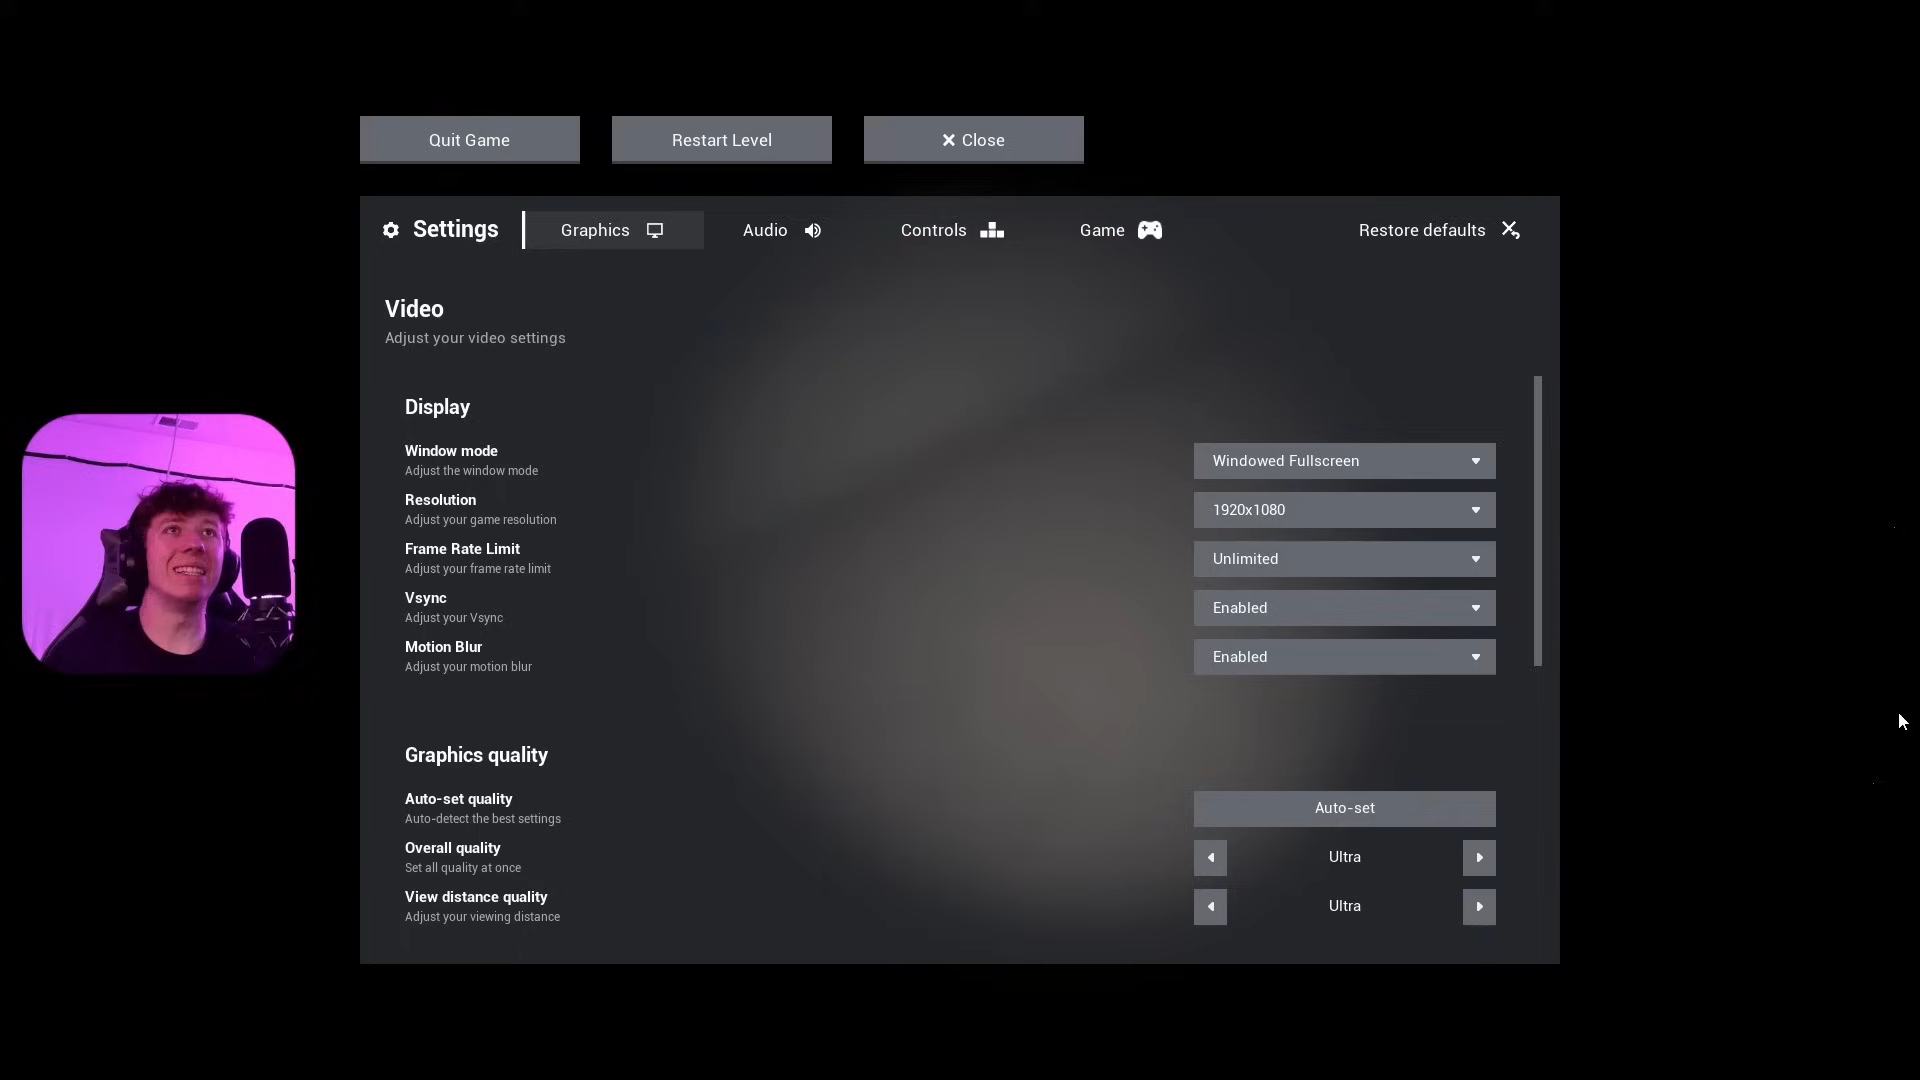 Quit Game
Restart Level
Close
Settings
Graphics
Audio
Controls
Game
Restore defaults
Video
Adjust your video settings
Display
Window mode
Adjust the window mode
Windowed Fullscreen
Resolution
Adjust your game resolution
1920x1080
Frame Rate Limit
Adjust your frame rate limit
Unlimited
Vsync
Adjust your Vsync
Enabled
Motion Blur
Adjust your motion blur
Enabled
Graphics quality
Auto-set quality
Auto-detect the best settings
Auto-set
Overall quality
Set all quality at once
Ultra
View distance quality
Adjust your viewing distance
Ultra